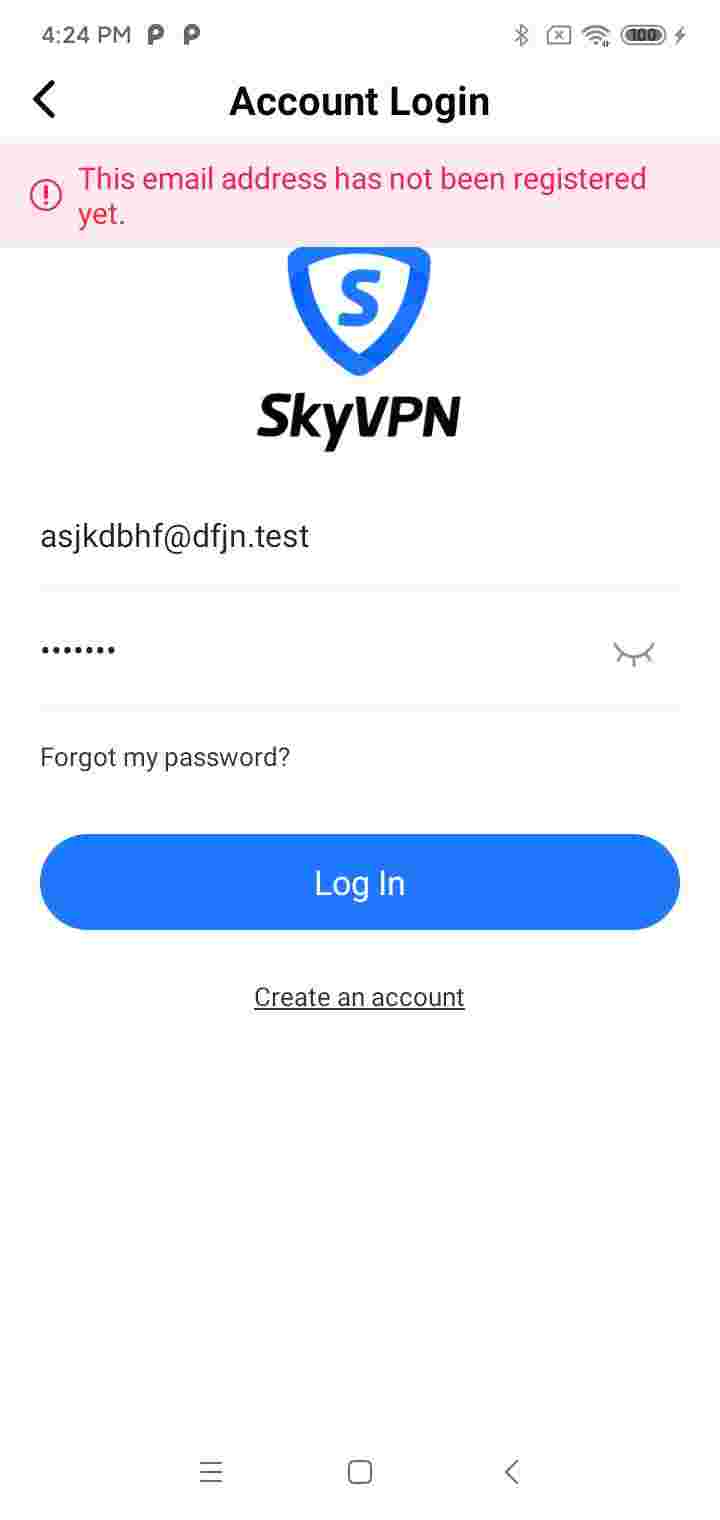 4:24 PM
100
Account Login
This email address has not been registered
yet.
S
SkyVPN
asjkdbhf@dfjn.test
•••••••
Forgot my password?
Log In
Create an account